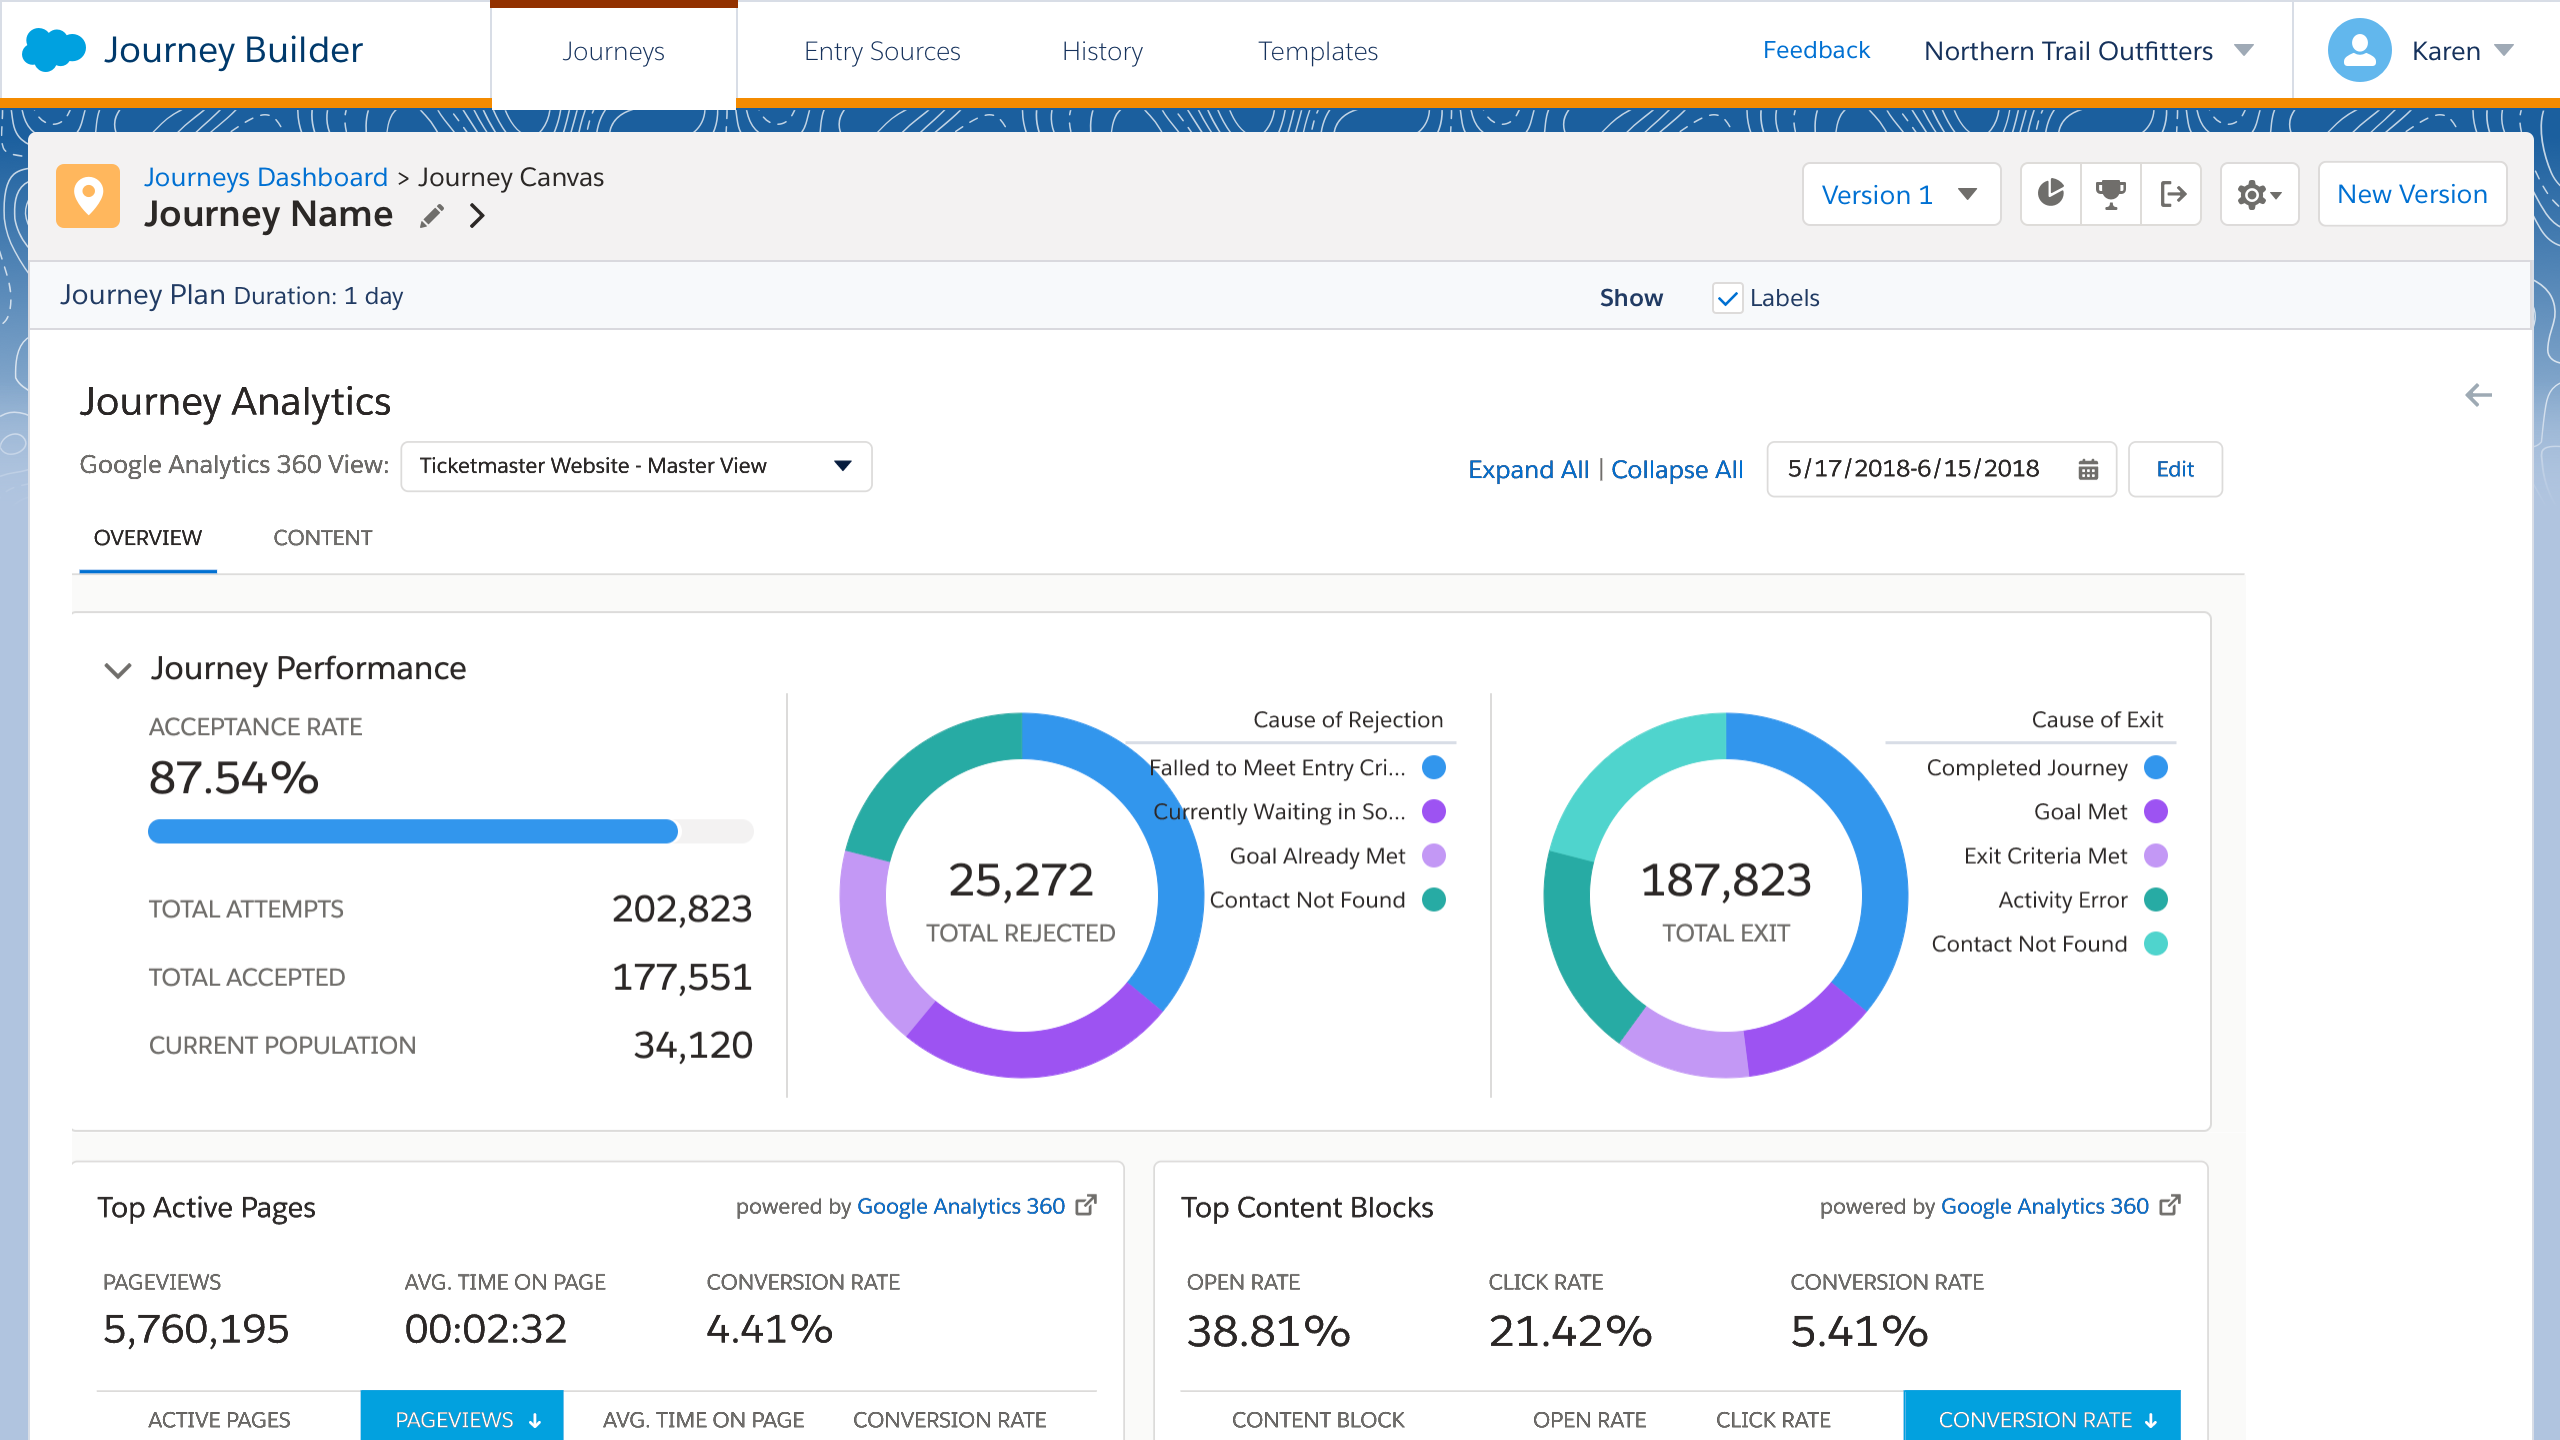 Journey Builder
Journeys
Entry Sources
History
Templates
Feedback
Northern Trail Outfitters
Karen
Journeys Dashboard > Journey Canvas
Journey Name
Version 1
New Version
Journey Plan Duration: 1 day
Show
Labels
Journey Analytics
Google Analytics 360 View:
Ticketmaster Website - Master View
Expand All | Collapse All
5/17/2018-6/15/2018
Edit
OVERVIEW
CONTENT
Journey Performance
ACCEPTANCE RATE
87.54%
TOTAL ATTEMPTS 202,823
TOTAL ACCEPTED 177,551
CURRENT POPULATION 34,120
25,272
TOTAL REJECTED
Cause of Rejection
Falled to Meet Entry Cri...
Currently Waiting in So...
Goal Already Met
Contact Not Found
187,823
TOTAL EXIT
Cause of Exit
Completed Journey
Goal Met
Exit Criteria Met
Activity Error
Contact Not Found
Top Active Pages
powered by Google Analytics 360
PAGEVIEWS
5,760,195
AVG. TIME ON PAGE
00:02:32
CONVERSION RATE
4.41%
ACTIVE PAGES
PAGEVIEWS
AVG. TIME ON PAGE
CONVERSION RATE
Top Content Blocks
powered by Google Analytics 360
OPEN RATE
38.81%
CLICK RATE
21.42%
CONVERSION RATE
5.41%
CONTENT BLOCK
OPEN RATE
CLICK RATE
CONVERSION RATE